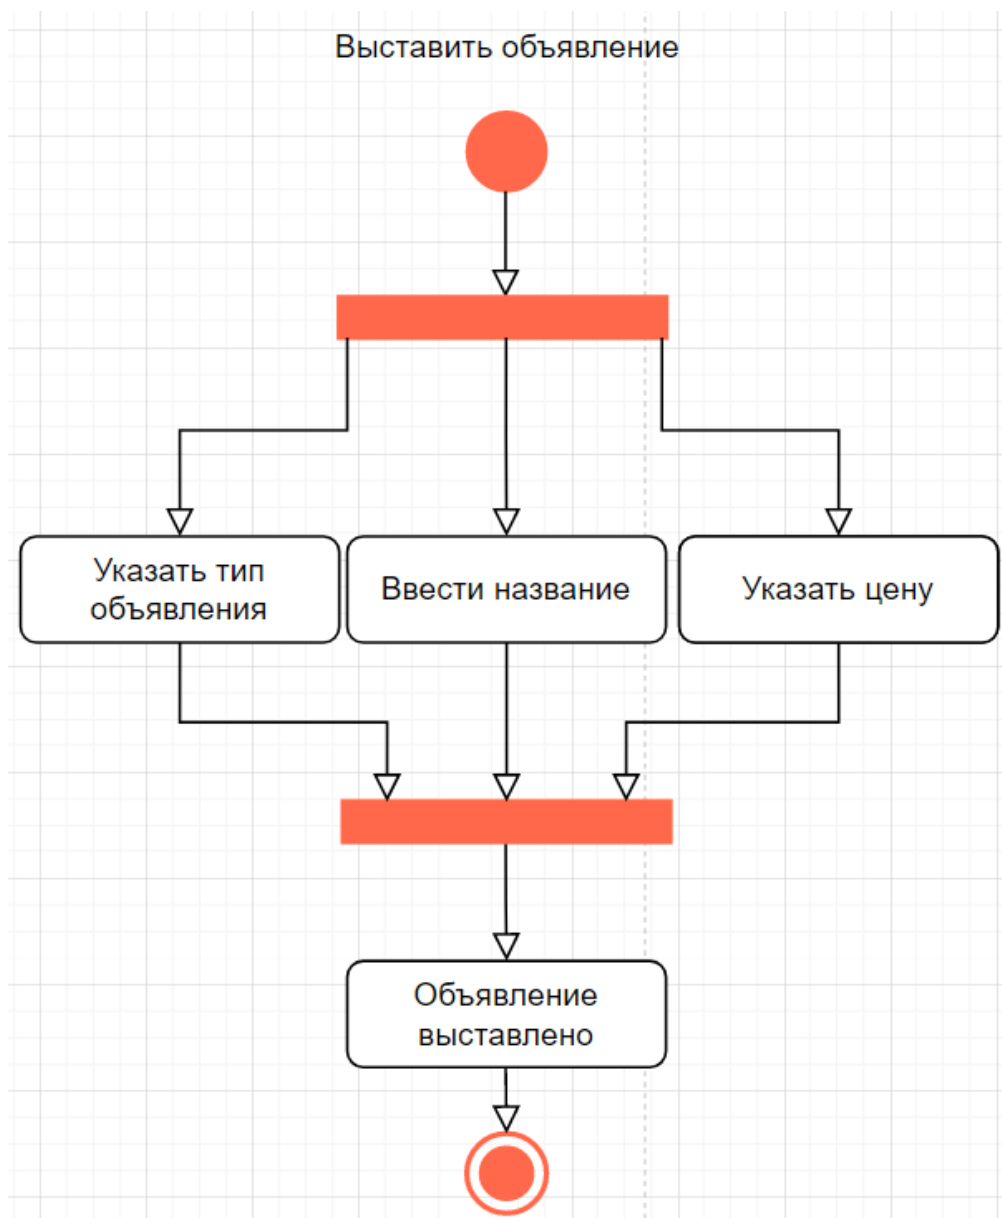 Выставить объявление
Указать тип
объявления
Ввести название
Указать цену
Объявление
выставлено